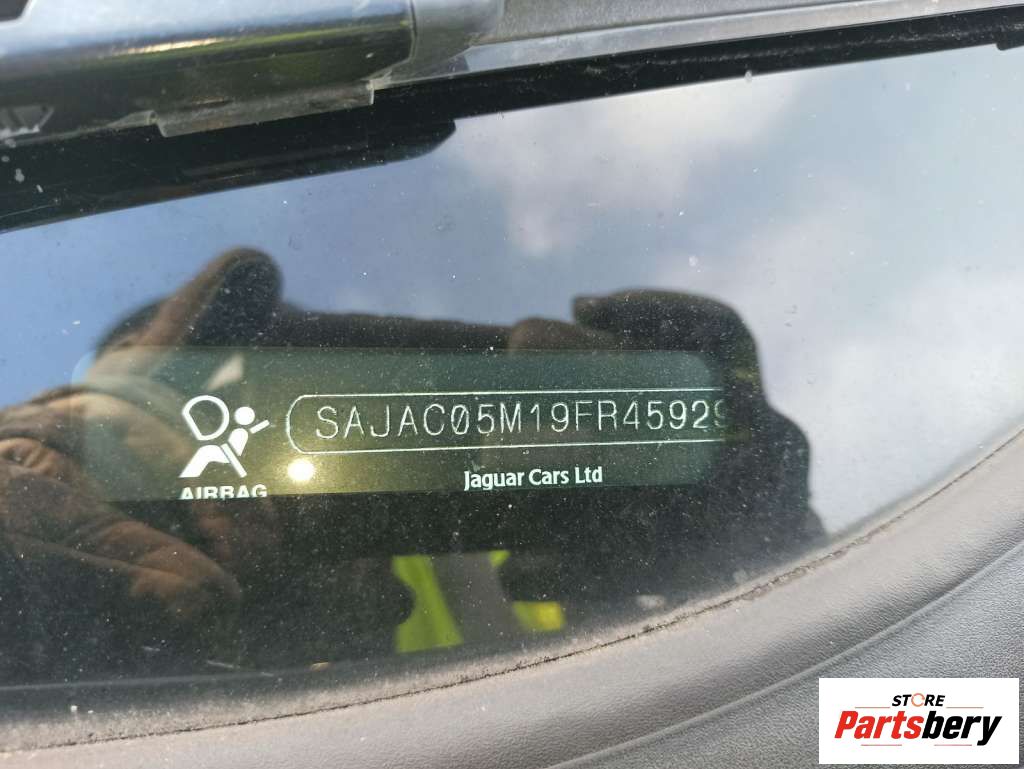 SAJAC05M19FR45929
AIRBAG
Jaguar Cars Ltd
STORE
Partsbery